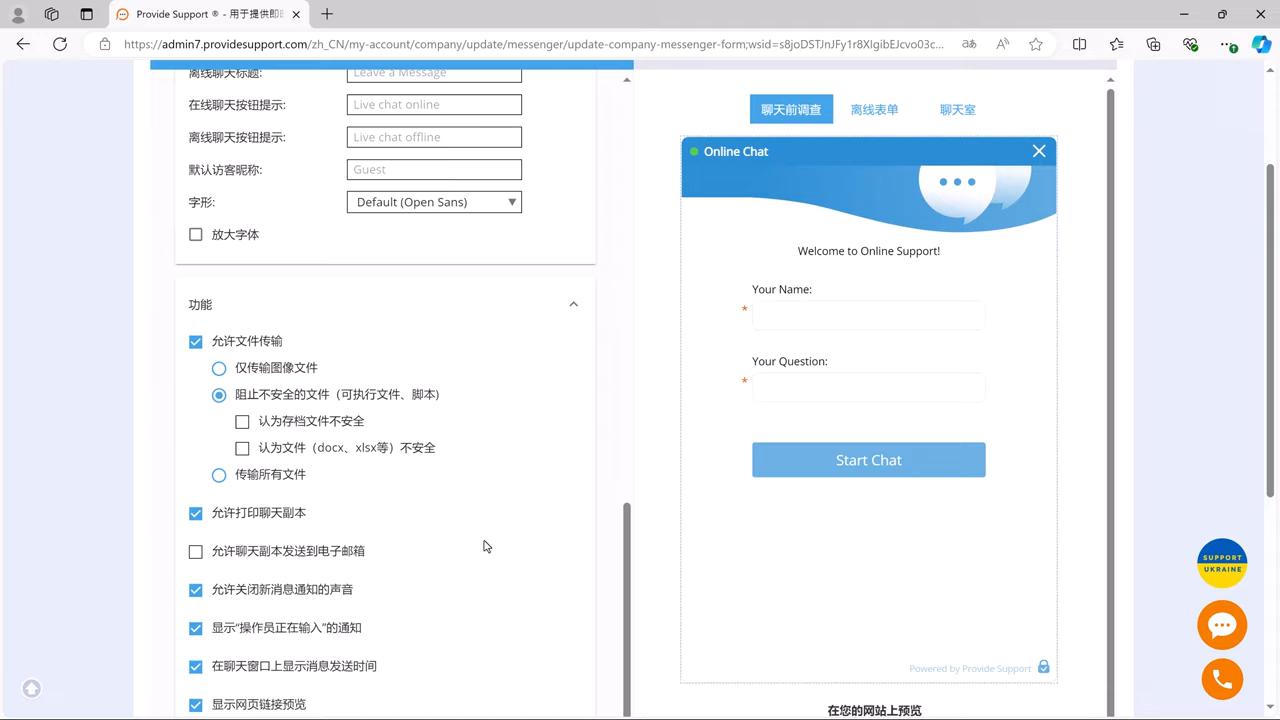 Provide Support ® - 用于提供即
https://admin7.providesupport.com/zh_CN/my-account/company/update/messenger/update-company-messenger-form;wsid=s8joDSTJnJFy1r8XIgibEJcvo03c...
离线聊天标题:
Leave a Message
在线聊天按钮提示:
Live chat online
离线聊天按钮提示:
Live chat offline
默认访客昵称:
Guest
字形:
Default (Open Sans)
放大字体
功能
允许文件传输
仅传输图像文件
阻止不安全的文件（可执行文件、脚本)
认为存档文件不安全
认为文件（docx、xlsx等）不安全
传输所有文件
允许打印聊天副本
允许聊天副本发送到电子邮箱
允许关闭新消息通知的声音
显示“操作员正在输入”的通知
在聊天窗口上显示消息发送时间
显示网页链接预览
聊天前调查
离线表单
聊天室
Online Chat
Welcome to Online Support!
Your Name:
*
Your Question:
*
Start Chat
Powered by Provide Support
在您的网站上预览
SUPPORT
UKRAINE